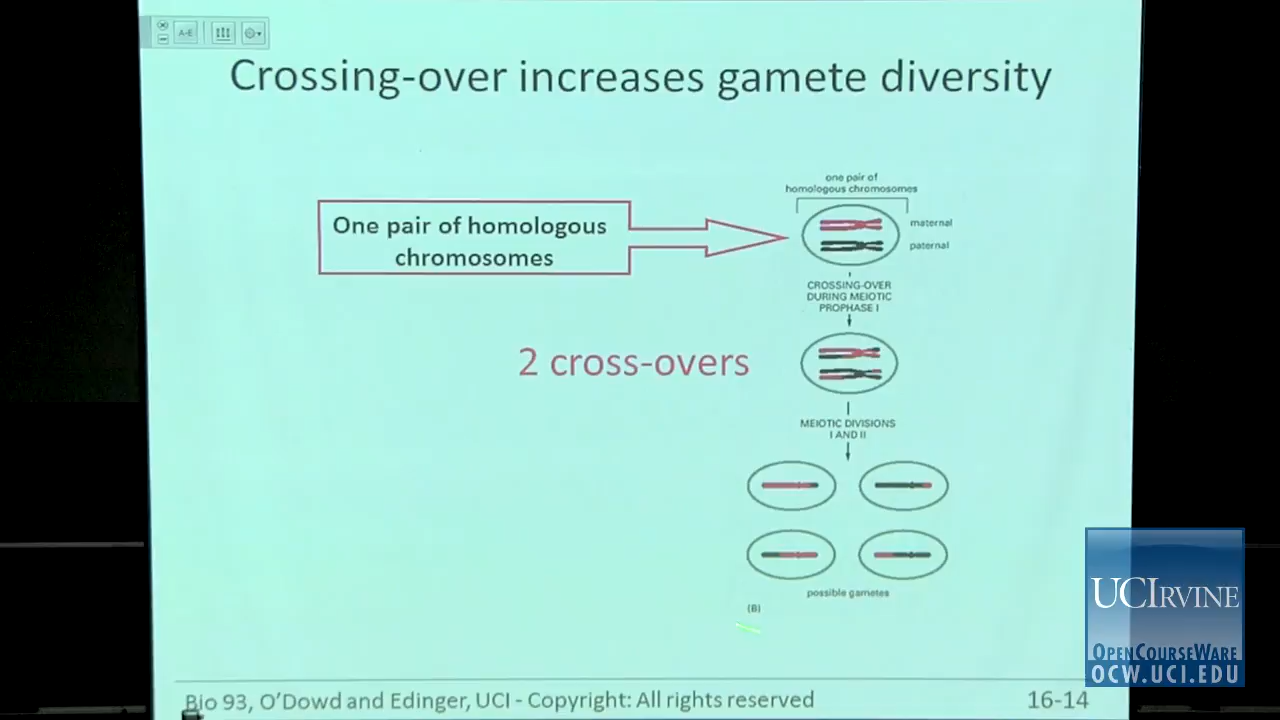 A-E
Crossing-over increases gamete diversity
one pair of
homologous chromosomes
One pair of homologous
chromosomes
maternal
paternal
CROSSING-OVER
DURING MEIOTIC
PROPHASE I
2 cross-overs
MEIOTIC DIVISIONS
I AND II
possible gametes
(B)
UCIRVINE
OPENCOURSEWARE
OCW.UCI.EDU
Bio 93, O'Dowd and Edinger, UCI - Copyright: All rights reserved
16-14